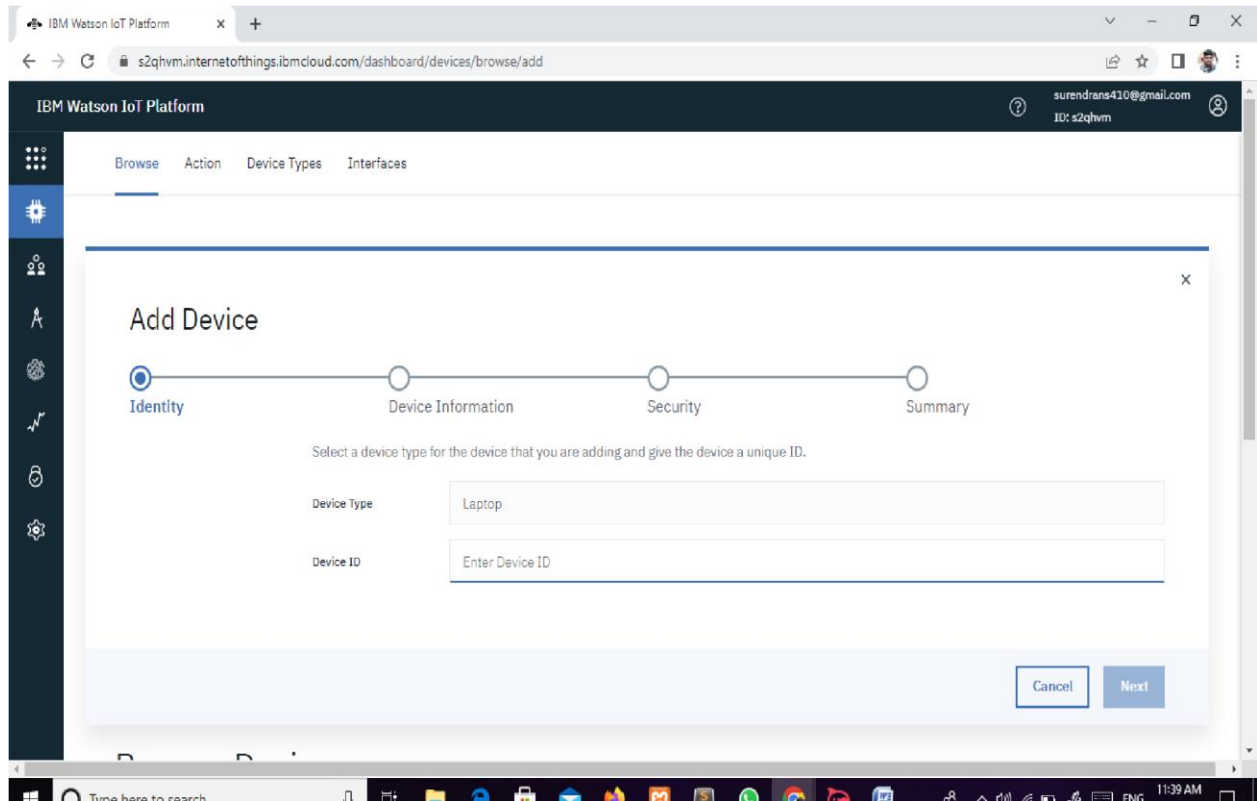 IBM Watson IoT Platform
s2qhvm.internetofthings.ibmcloud.com/dashboard/devices/browse/add
IBM Watson IoT Platform
surendrans410@gmail.com
ID: s2qhvm
Browse Action Device Types Interfaces
Add Device
Identity Device Information Security Summary
Select a device type for the device that you are adding and give the device a unique ID.
Device Type Laptop
Device ID Enter Device ID
Cancel Next
Type here to search
ENG 11:39 AM